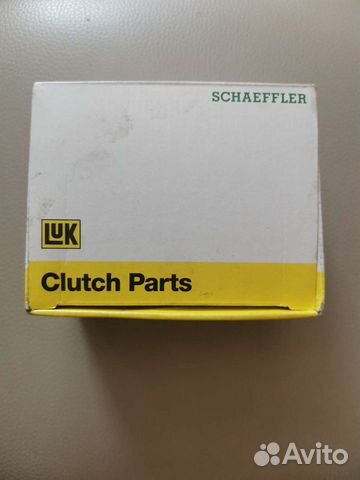 SCHAEFFLER
LUK
Clutch Parts
Avito